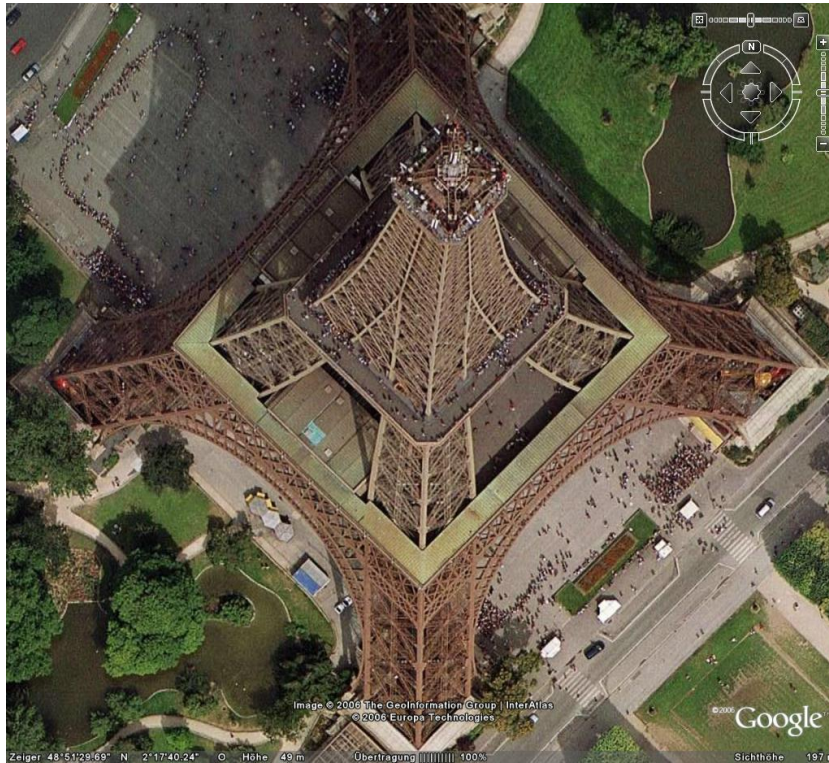 N
Image © 2006 The GeoInformation Group | InterAtlas
© 2006 Europa Technologies
©2006 Google™
Zeiger 48°51'29.69" N 2°17'40.24" O Höhe 49 m Übertragung 100% Sichthöhe 197